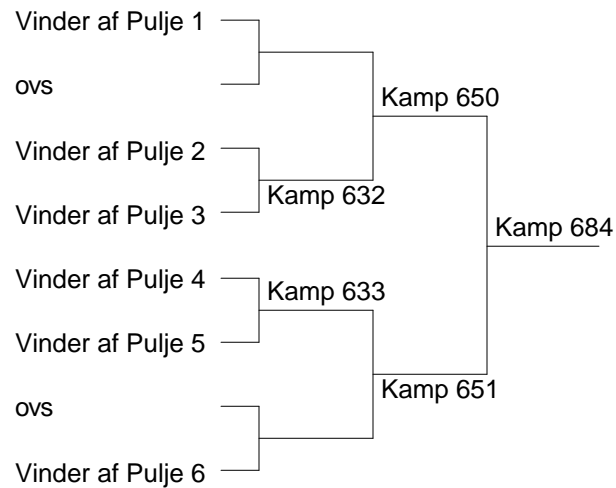 Vinder af Pulje 1
ovs
Kamp 650
Vinder af Pulje 2
Kamp 632
Vinder af Pulje 3
Kamp 684
Vinder af Pulje 4
Kamp 633
Vinder af Pulje 5
Kamp 651
ovs
Vinder af Pulje 6